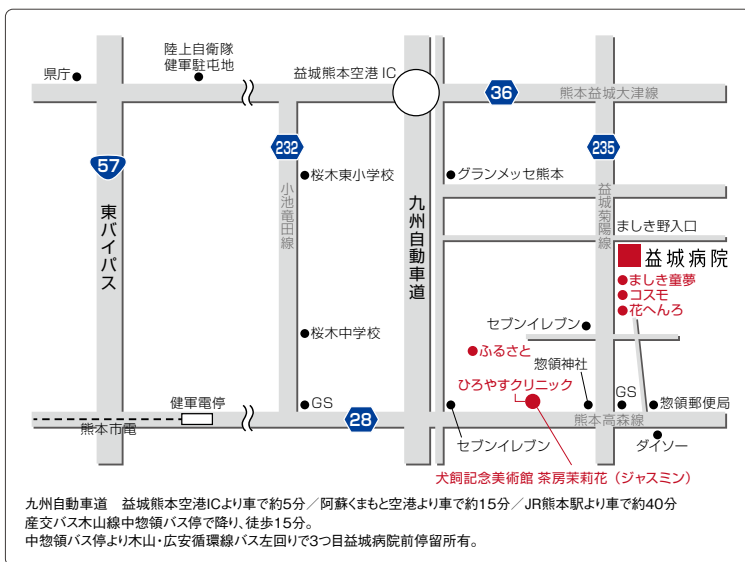 県庁
陸上自衛隊
健軍駐屯地
益城熊本空港IC
36
熊本益城大津線
57
232
235
桜木東小学校
グランメッセ熊本
東バイパス
小池竜田線
九州自動車道
益城菊陽線
ましき野入口
益城病院
ましき童夢
コスモ
花へんろ
セブンイレブン
桜木中学校
ふるさと
惣領神社
ひろやすクリニック
健軍電停
GS
GS
惣領郵便局
28
熊本高森線
熊本市電
セブンイレブン
ダイソー
犬飼記念美術館 茶房茉莉花（ジャスミン）
九州自動車道　益城熊本空港ICより車で約5分／阿蘇くまもと空港より車で約15分／JR熊本駅より車で約40分
産交バス木山線中惣領バス停で降り、徒歩15分。
中惣領バス停より木山・広安循環線バス左回りで3つ目益城病院前停留所有。